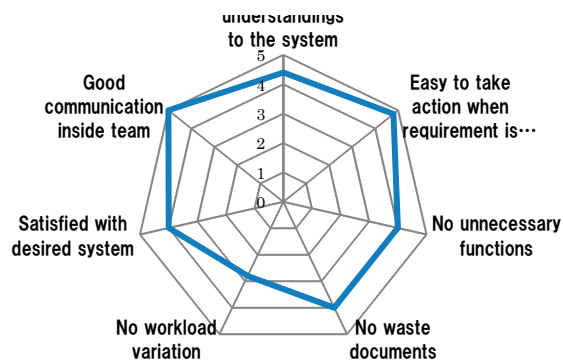 understandings
to the system
5
4
3
2
1
0
Good
communication
inside team
Easy to take
action when
requirement is…
Satisfied with
desired system
No unnecessary
functions
No workload
variation
No waste
documents